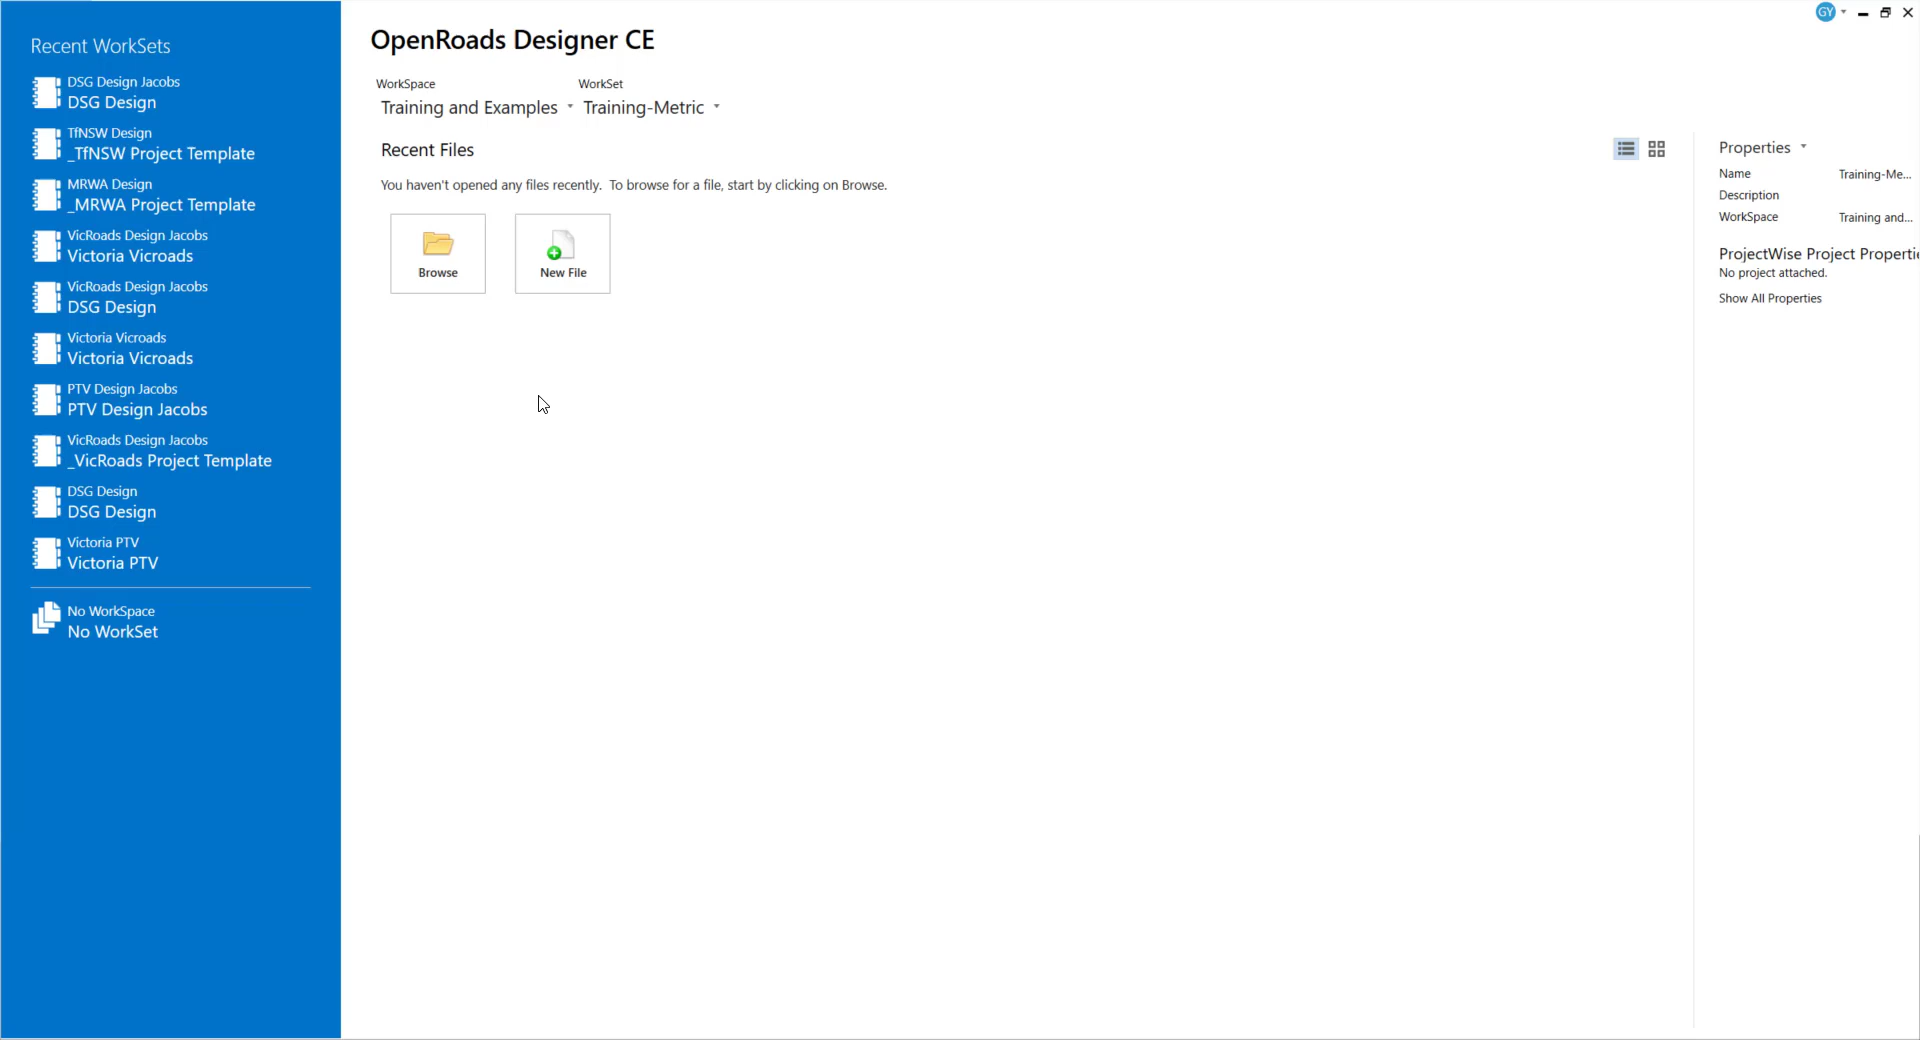 GY
Recent WorkSets
DSG Design Jacobs
DSG Design
TfNSW Design
_TfNSW Project Template
MRWA Design
_MRWA Project Template
VicRoads Design Jacobs
Victoria Vicroads
VicRoads Design Jacobs
DSG Design
Victoria Vicroads
Victoria Vicroads
PTV Design Jacobs
PTV Design Jacobs
VicRoads Design Jacobs
_VicRoads Project Template
DSG Design
DSG Design
Victoria PTV
Victoria PTV
No WorkSpace
No WorkSet
OpenRoads Designer CE
WorkSpace WorkSet
Training and Examples Training-Metric
Recent Files
You haven't opened any files recently. To browse for a file, start by clicking on Browse.
Browse New File
Properties
Name Training-Me...
Description
WorkSpace Training and...
ProjectWise Project Properti
No project attached.
Show All Properties